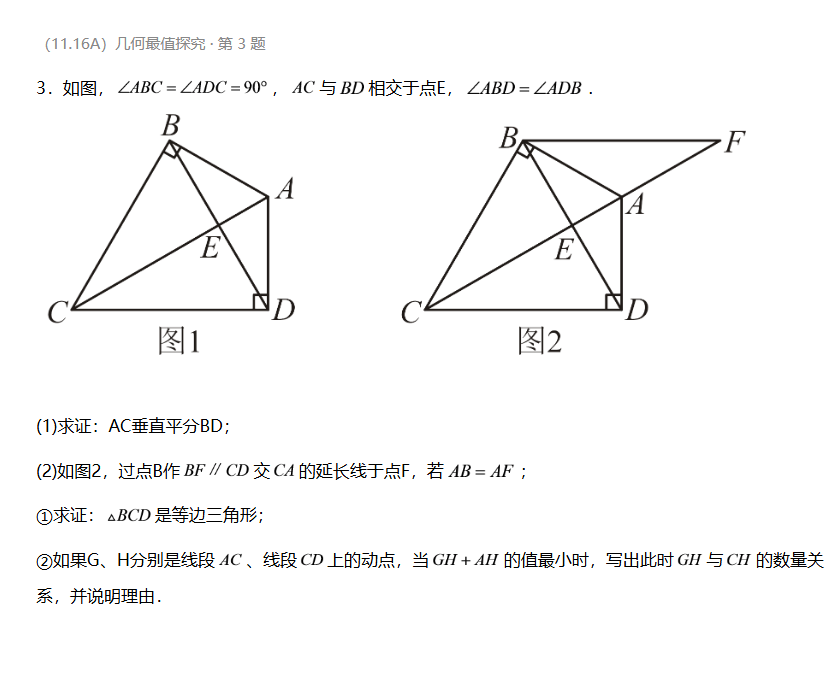 (11.16A) 几何最值探究 · 第 3 题
3．如图，∠ABC = ∠ADC = 90°，AC 与 BD 相交于点E，∠ABD = ∠ADB．
B
A
E
C
D
图1
B
F
A
E
C
D
图2
(1)求证：AC垂直平分BD；
(2)如图2，过点B作 BF // CD 交 CA 的延长线于点F，若 AB = AF；
①求证：△BCD 是等边三角形；
②如果G、H分别是线段 AC 、线段 CD 上的动点，当 GH + AH 的值最小时，写出此时 GH 与 CH 的数量关
系，并说明理由．